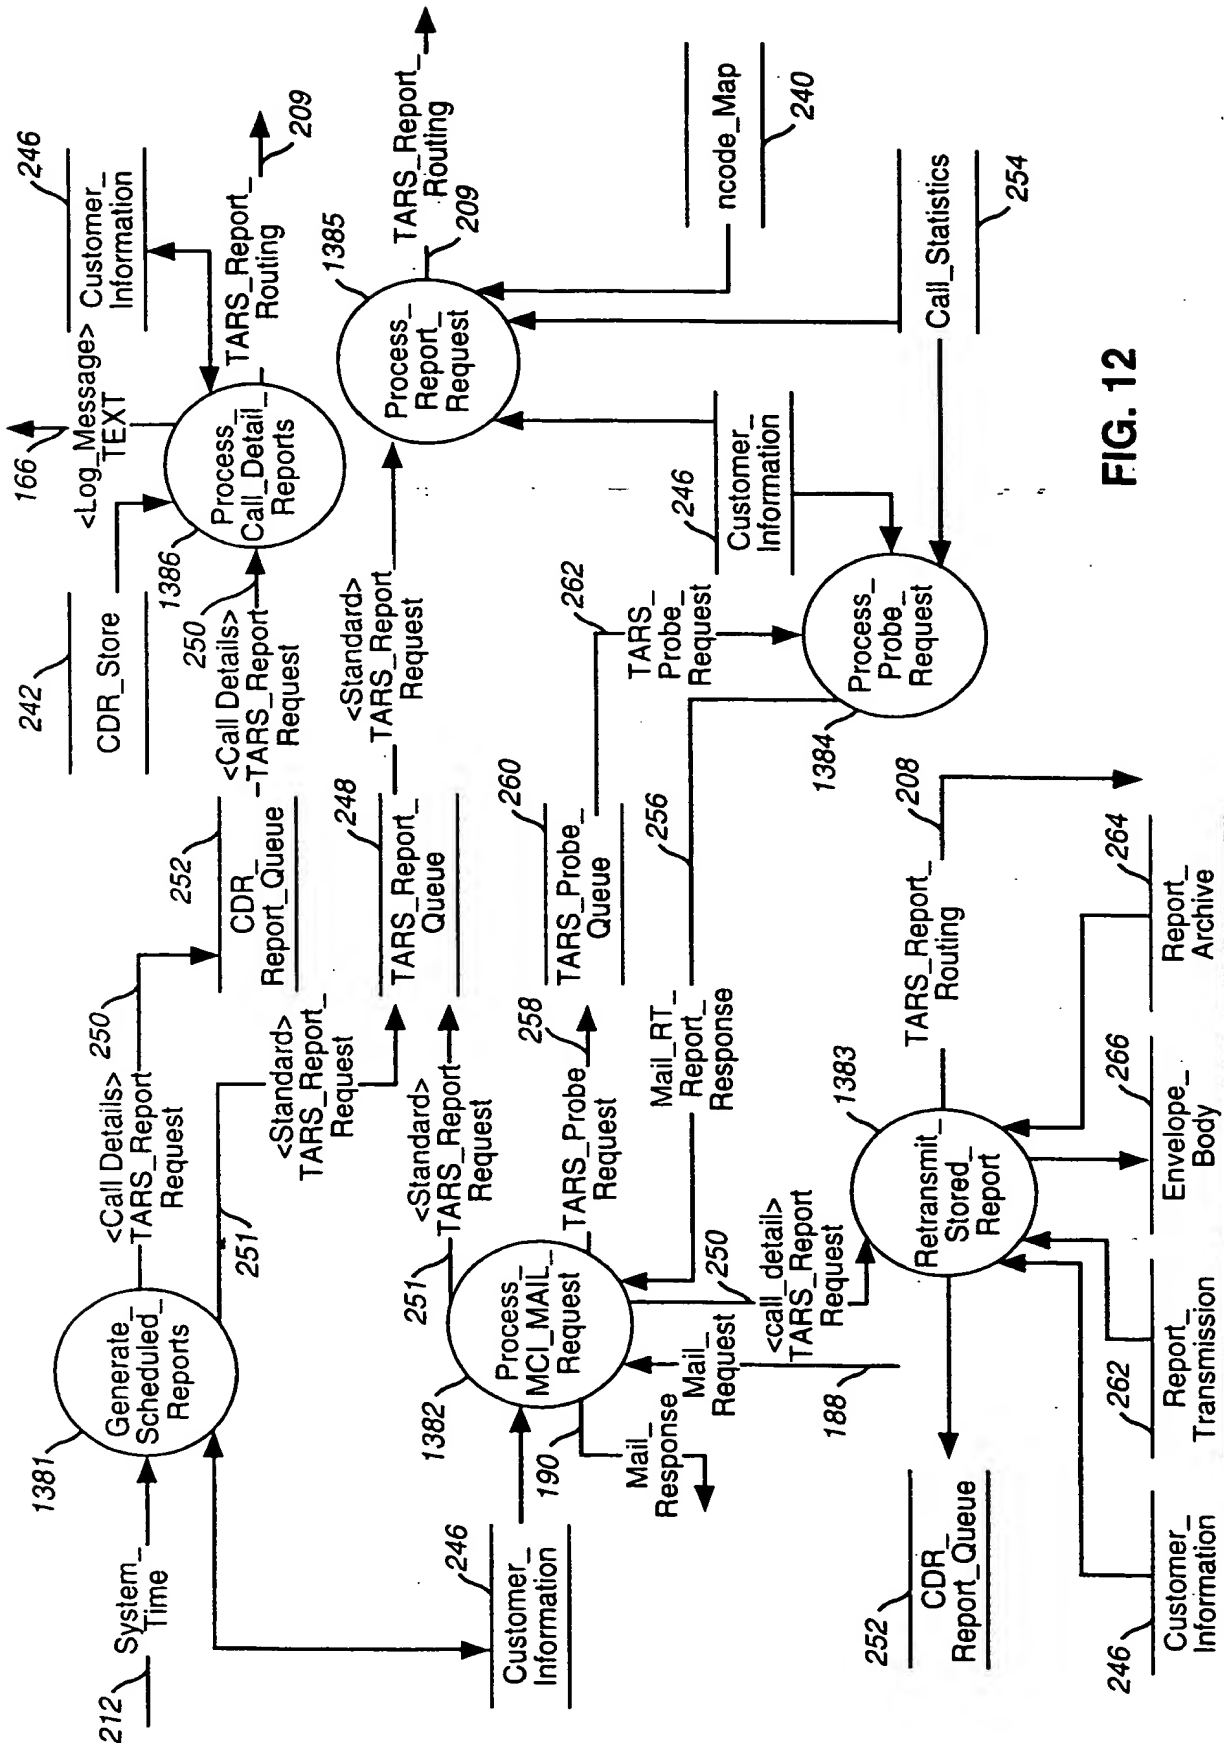 212
System_
Time
1381
Generate_
Scheduled_
Reports
<Call Details>
TARS_Report
Request
250
252
CDR_
Report_Queue
<Call Details>
-TARS_Report
Request
250
242
CDR_Store
1386
Process_
Call_Detail_
Reports
166
<Log_Message>
TEXT
246
Customer_
Information
TARS_Report_
Routing
209
251
<Standard>
TARS_Report_
Request
248
TARS_Report_
Queue
<Standard>
TARS_Report_
Request
1385
Process_
Report_
Request
TARS_Report_
Routing
209
246
Customer_
Information
1382
Process_
MCI_MAIL_
Request
251
<Standard>
TARS_Report
Request
TARS_Probe
Request
258
260
TARS_Probe_
Queue
262
TARS_
Probe_
Request
246
Customer_
Information
ncode_Map
240
190
Mail_
Response
Mail_
Request
188
<call_detail>
TARS_Report
Request
250
Mail_RT_
Report_
Response
256
1384
Process_
Probe_
Request
Call_Statistics
254
252
CDR_
Report_Queue
1383
Retransmit_
Stored_
Report
TARS_Report_
Routing
208
246
Customer_
Information
262
Report_
Transmission
266
Envelope_
Body
264
Report_
Archive
FIG. 12